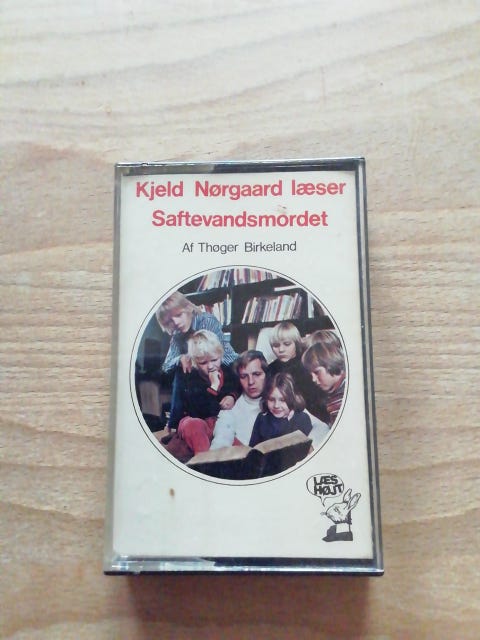 Kjeld Nørgaard læser
Saftevandsmordet
Af Thøger Birkeland
LÆS
HØJT